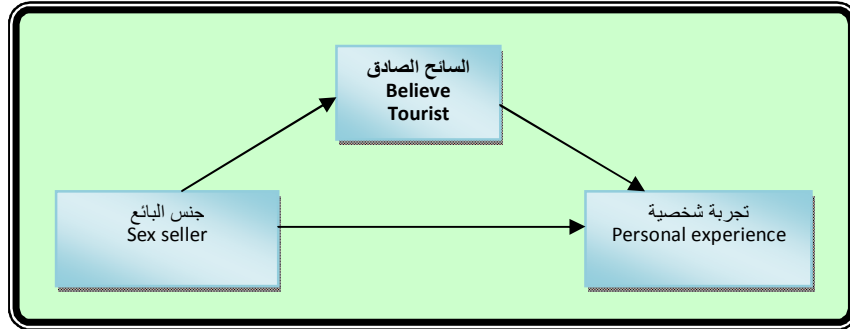 السائح الصادق
Believe
Tourist
جنس البائع
Sex seller
تجربة شخصية
Personal experience